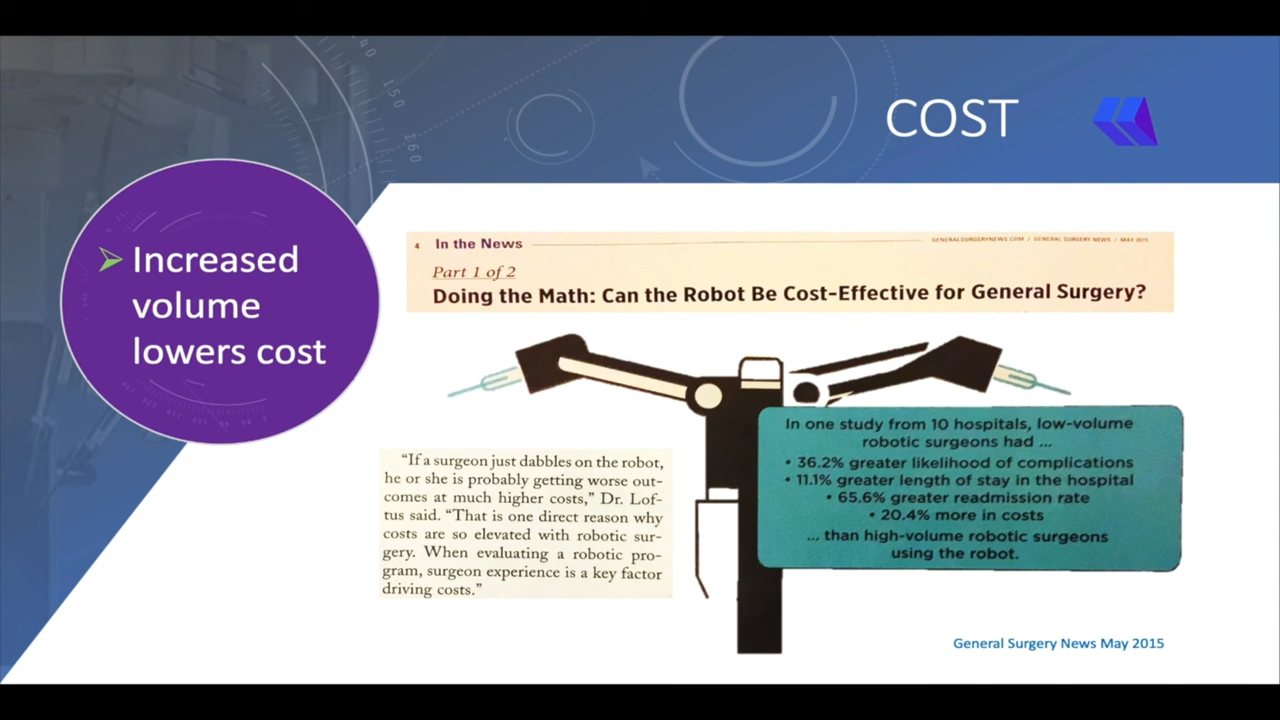 COST
Increased
volume
lowers cost
4 In the News
GENERALSURGERYNEWS.COM / GENERAL SURGERY NEWS / MAY 2015
Part 1 of 2
Doing the Math: Can the Robot Be Cost-Effective for General Surgery?
“If a surgeon just dabbles on the robot,
he or she is probably getting worse out-
comes at much higher costs,” Dr. Lof-
tus said. “That is one direct reason why
costs are so elevated with robotic sur-
gery. When evaluating a robotic pro-
gram, surgeon experience is a key factor
driving costs.”
In one study from 10 hospitals, low-volume
robotic surgeons had ...
• 36.2% greater likelihood of complications
• 11.1% greater length of stay in the hospital
• 65.6% greater readmission rate
• 20.4% more in costs
... than high-volume robotic surgeons
using the robot.
General Surgery News May 2015
140
150
160